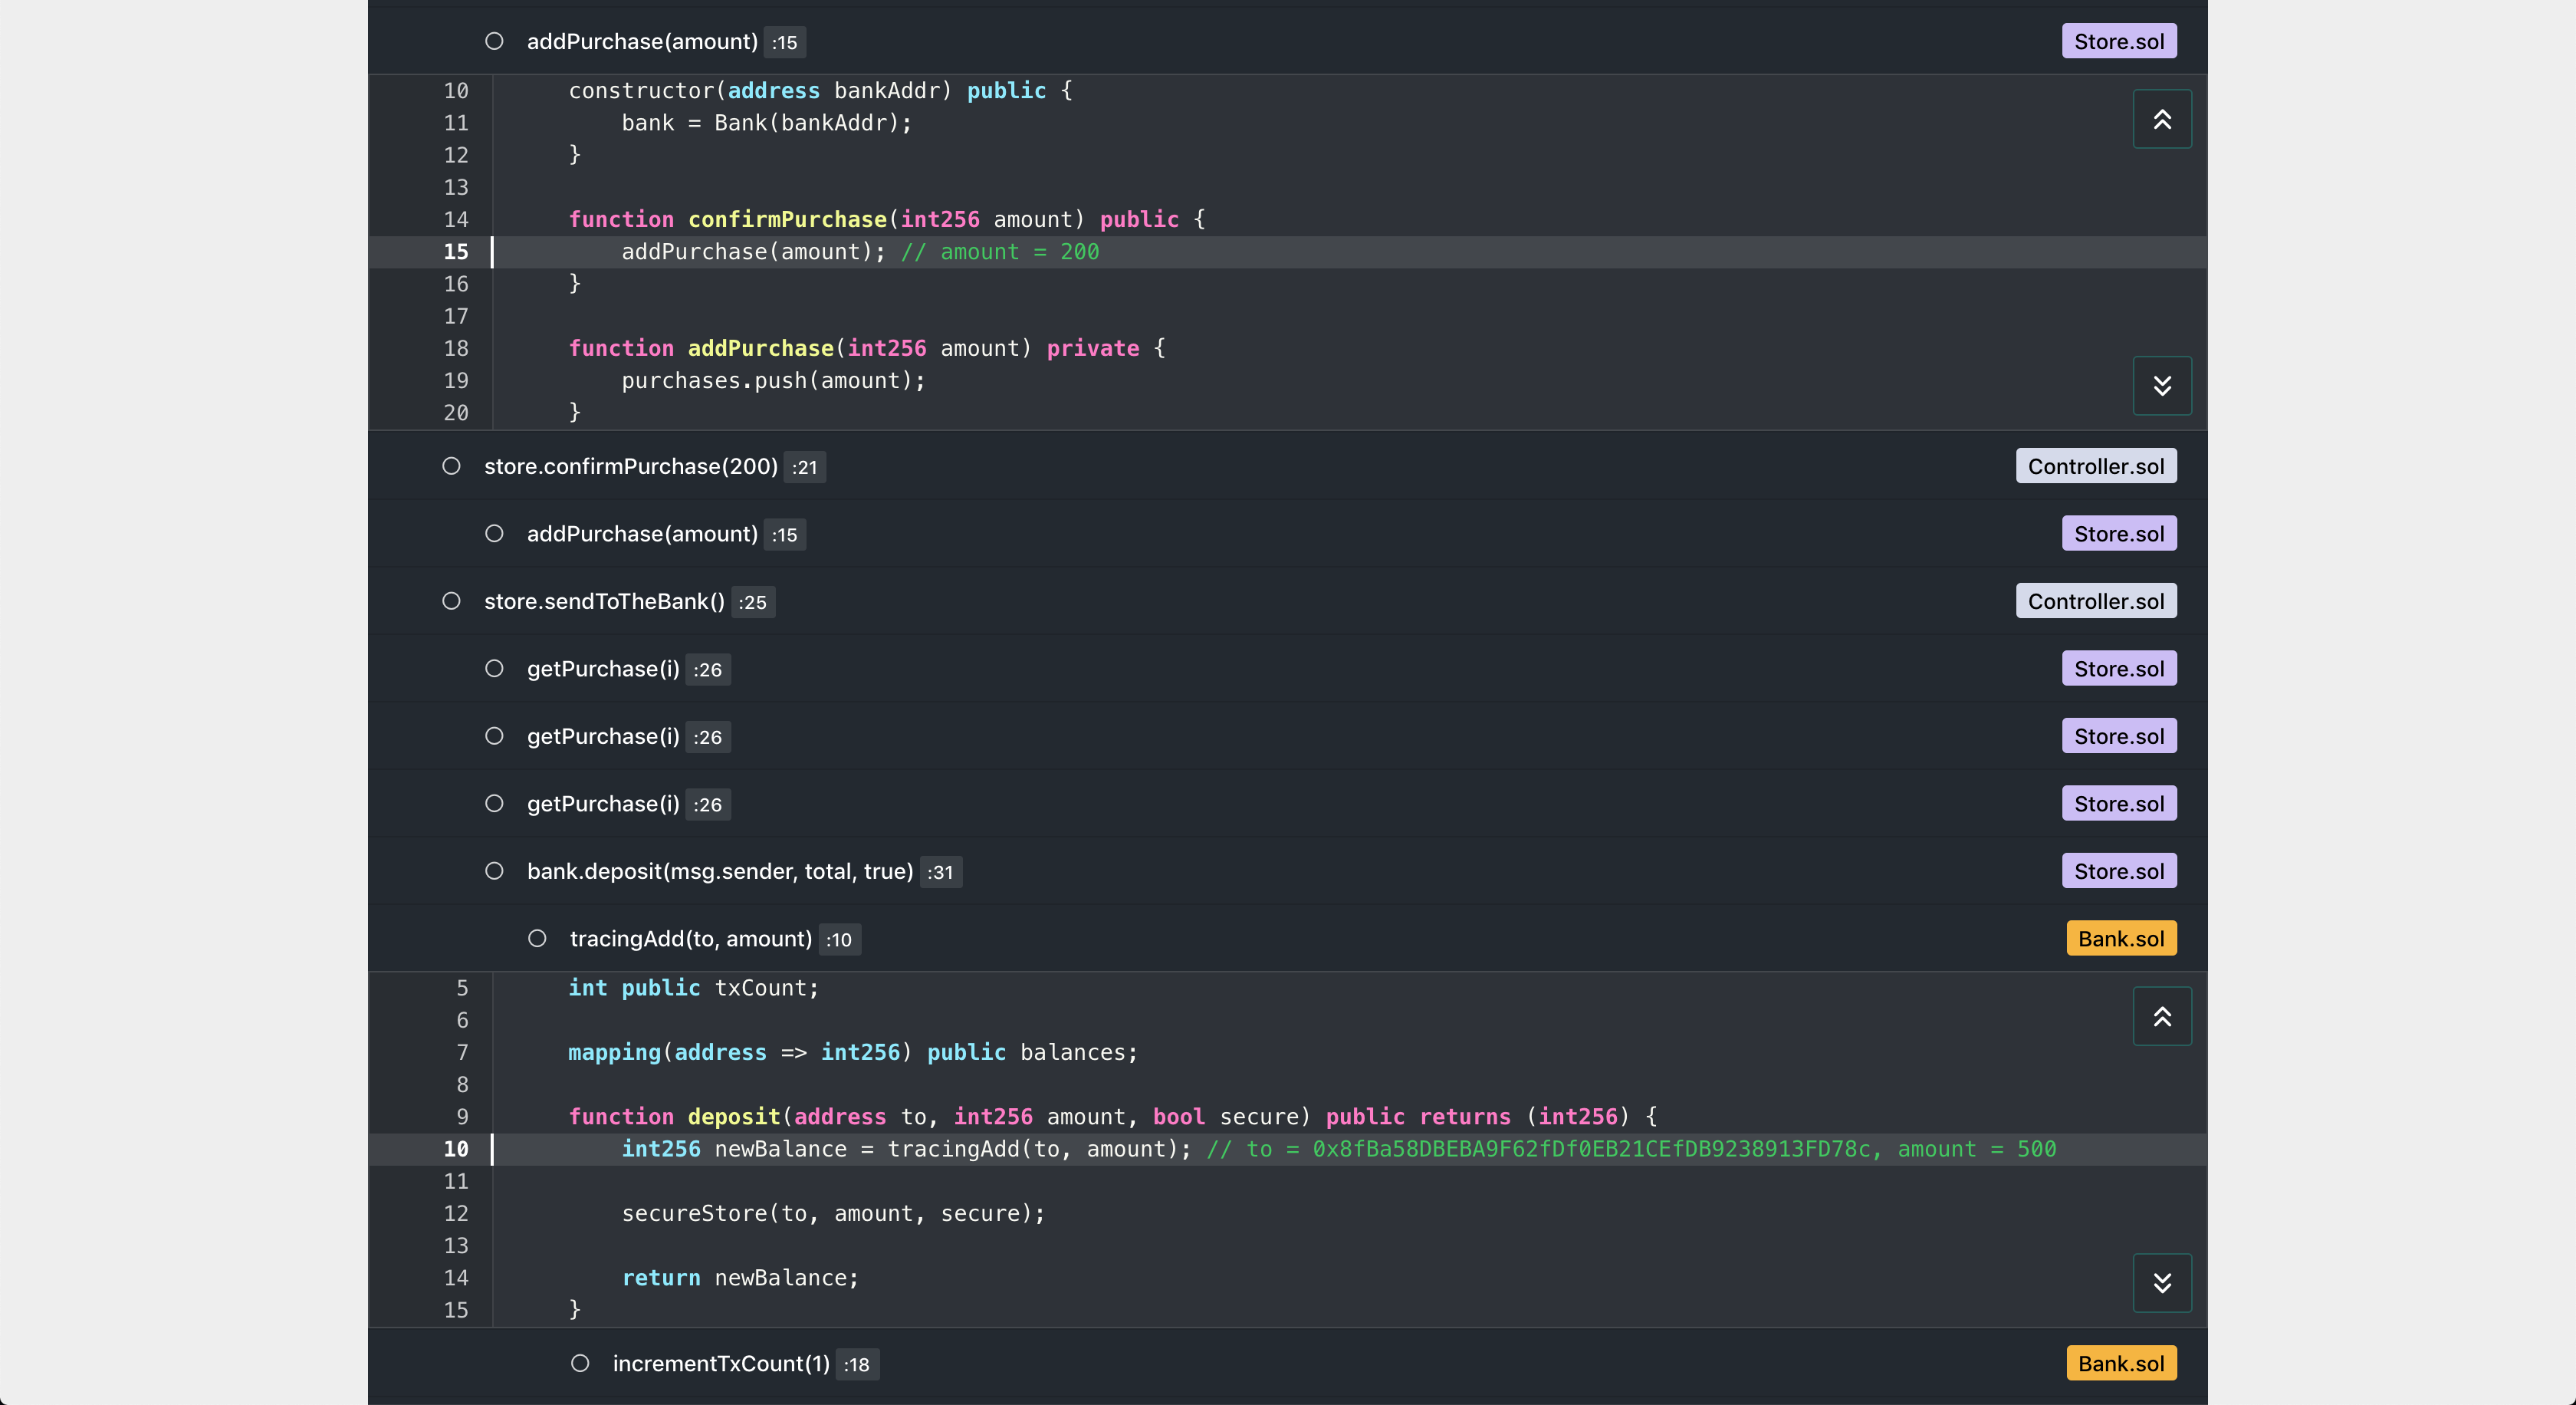 addPurchase(amount) :15 Store.sol
10 constructor(address bankAddr) public {
11 bank = Bank(bankAddr);
12 }
13
14 function confirmPurchase(int256 amount) public {
15 addPurchase(amount); // amount = 200
16 }
17
18 function addPurchase(int256 amount) private {
19 purchases.push(amount);
20 }
store.confirmPurchase(200) :21 Controller.sol
addPurchase(amount) :15 Store.sol
store.sendToTheBank() :25 Controller.sol
getPurchase(i) :26 Store.sol
getPurchase(i) :26 Store.sol
getPurchase(i) :26 Store.sol
bank.deposit(msg.sender, total, true) :31 Store.sol
tracingAdd(to, amount) :10 Bank.sol
5 int public txCount;
6
7 mapping(address => int256) public balances;
8
9 function deposit(address to, int256 amount, bool secure) public returns (int256) {
10 int256 newBalance = tracingAdd(to, amount); // to = 0x8fBa58DBEBA9F62fDf0EB21CEfDB9238913FD78c, amount = 500
11
12 secureStore(to, amount, secure);
13
14 return newBalance;
15 }
incrementTxCount(1) :18 Bank.sol